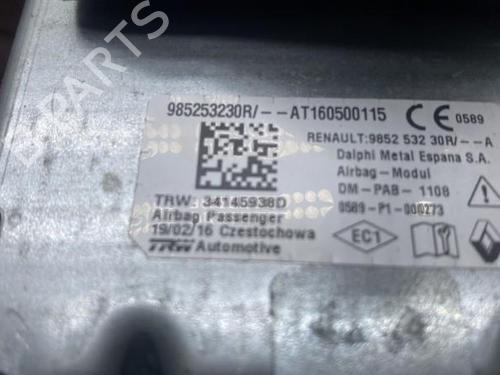 B-PARTS
985253230R/--AT160500115 CE 0589
RENAULT:9852 532 30R/--A
Dalphi Metal Espana S.A.
Airbag-Modul
DM-PAB-1108
0589-P1-000273
TRW: 34145938D
Airbag Passenger
19/02/16 Czestochowa
TRW Automotive
EC1